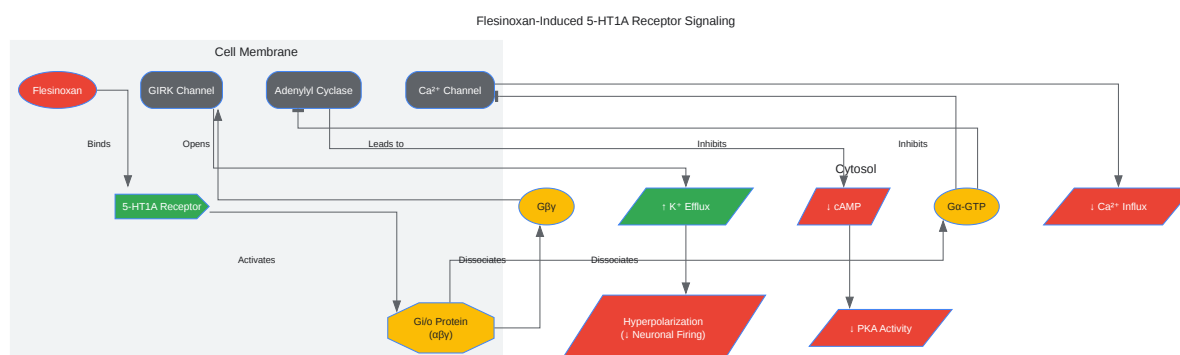 Flesinoxan-Induced 5-HT1A Receptor Signaling
Cell Membrane
Flesinoxan
GIRK Channel
Adenylyl Cyclase
Ca²⁺ Channel
Binds
Opens
Leads to
Inhibits
Inhibits
Cytosol
5-HT1A Receptor
Gβγ
↑ K⁺ Efflux
↓ cAMP
Gα-GTP
↓ Ca²⁺ Influx
Activates
Dissociates
Dissociates
Gi/o Protein
(αβγ)
Hyperpolarization
(↓ Neuronal Firing)
↓ PKA Activity